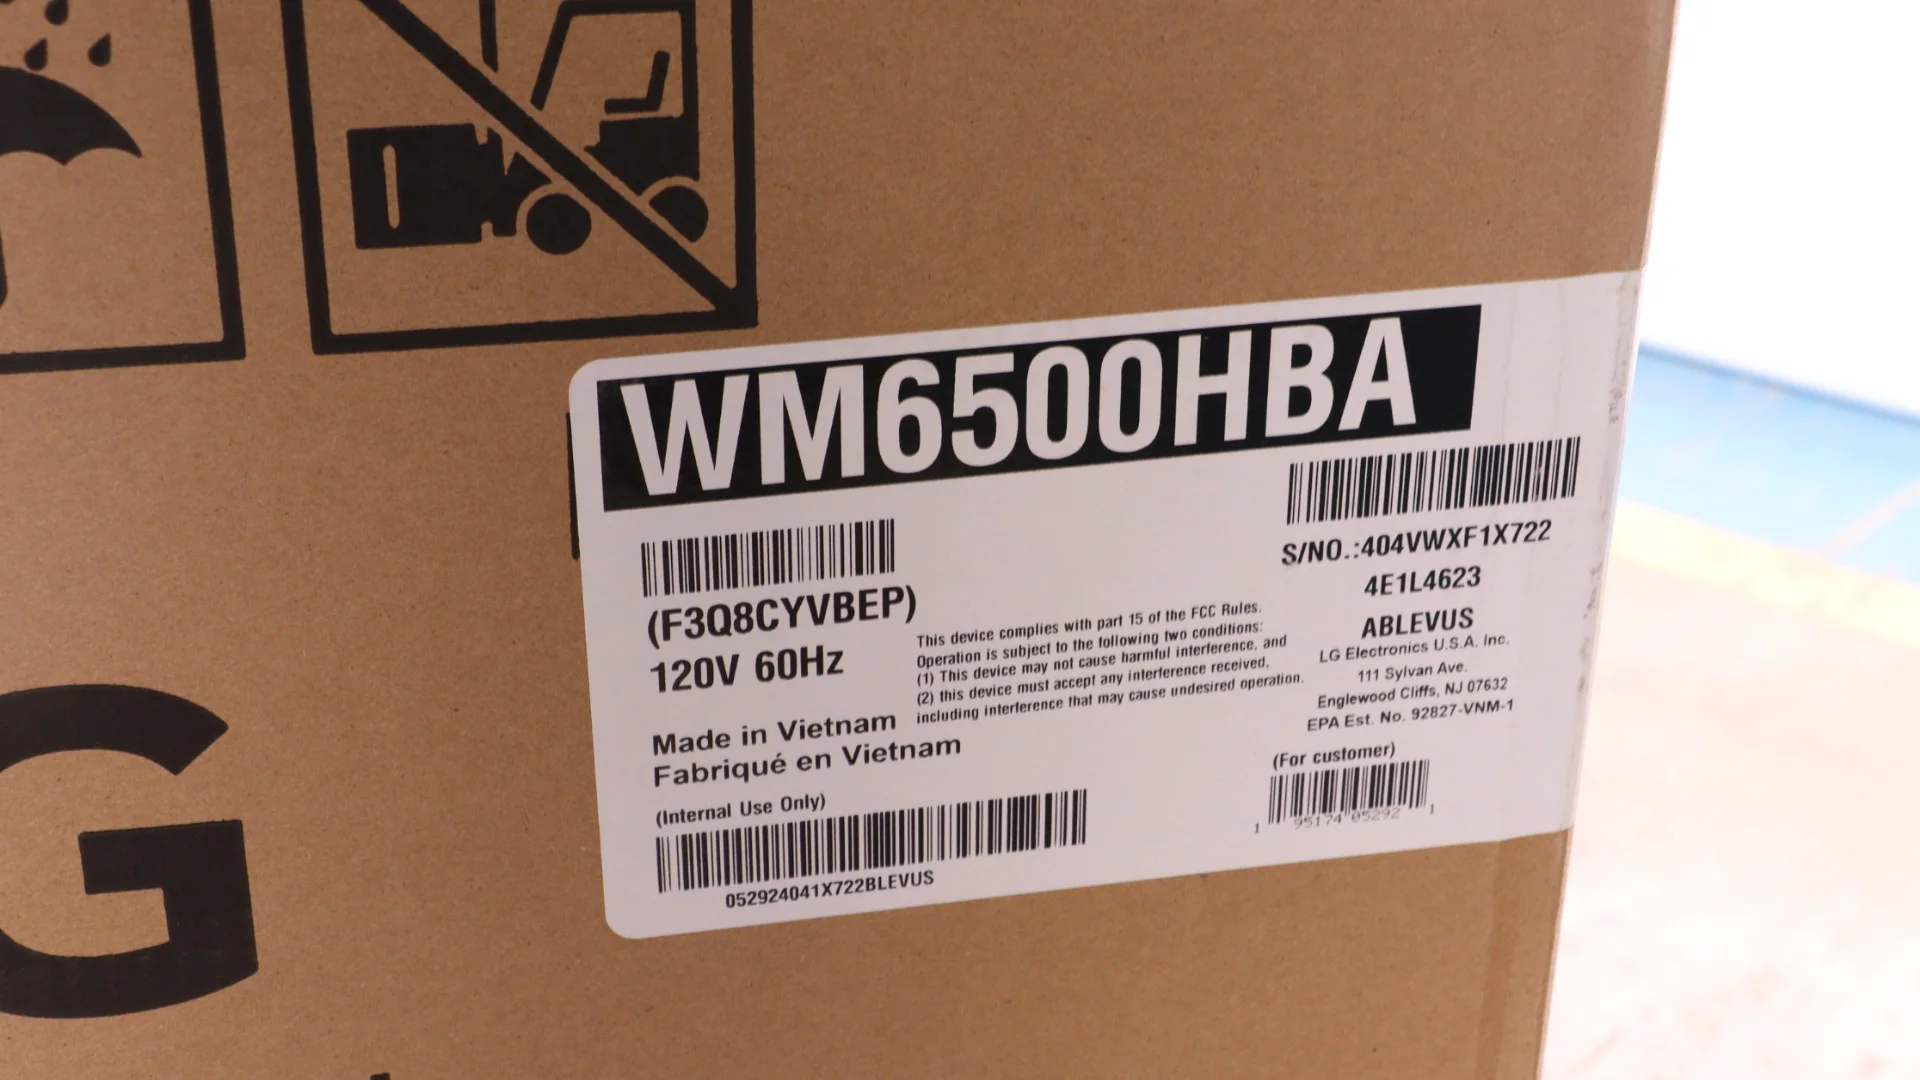 WM6500HBA
(F3Q8CYVBEP)
120V 60Hz
S/NO.:404VWXF1X722
4E1L4623
ABLEVUS
This device complies with part 15 of the FCC Rules.
Operation is subject to the following two conditions:
(1) This device may not cause harmful interference, and
(2) this device must accept any interference received,
including interference that may cause undesired operation.
LG Electronics U.S.A. Inc.
111 Sylvan Ave.
Englewood Cliffs, NJ 07632
EPA Est. No. 92827-VNM-1
Made in Vietnam
Fabriqué en Vietnam
(Internal Use Only)
052924041X722BLEVUS
(For customer)
1 95174 05292 1
G